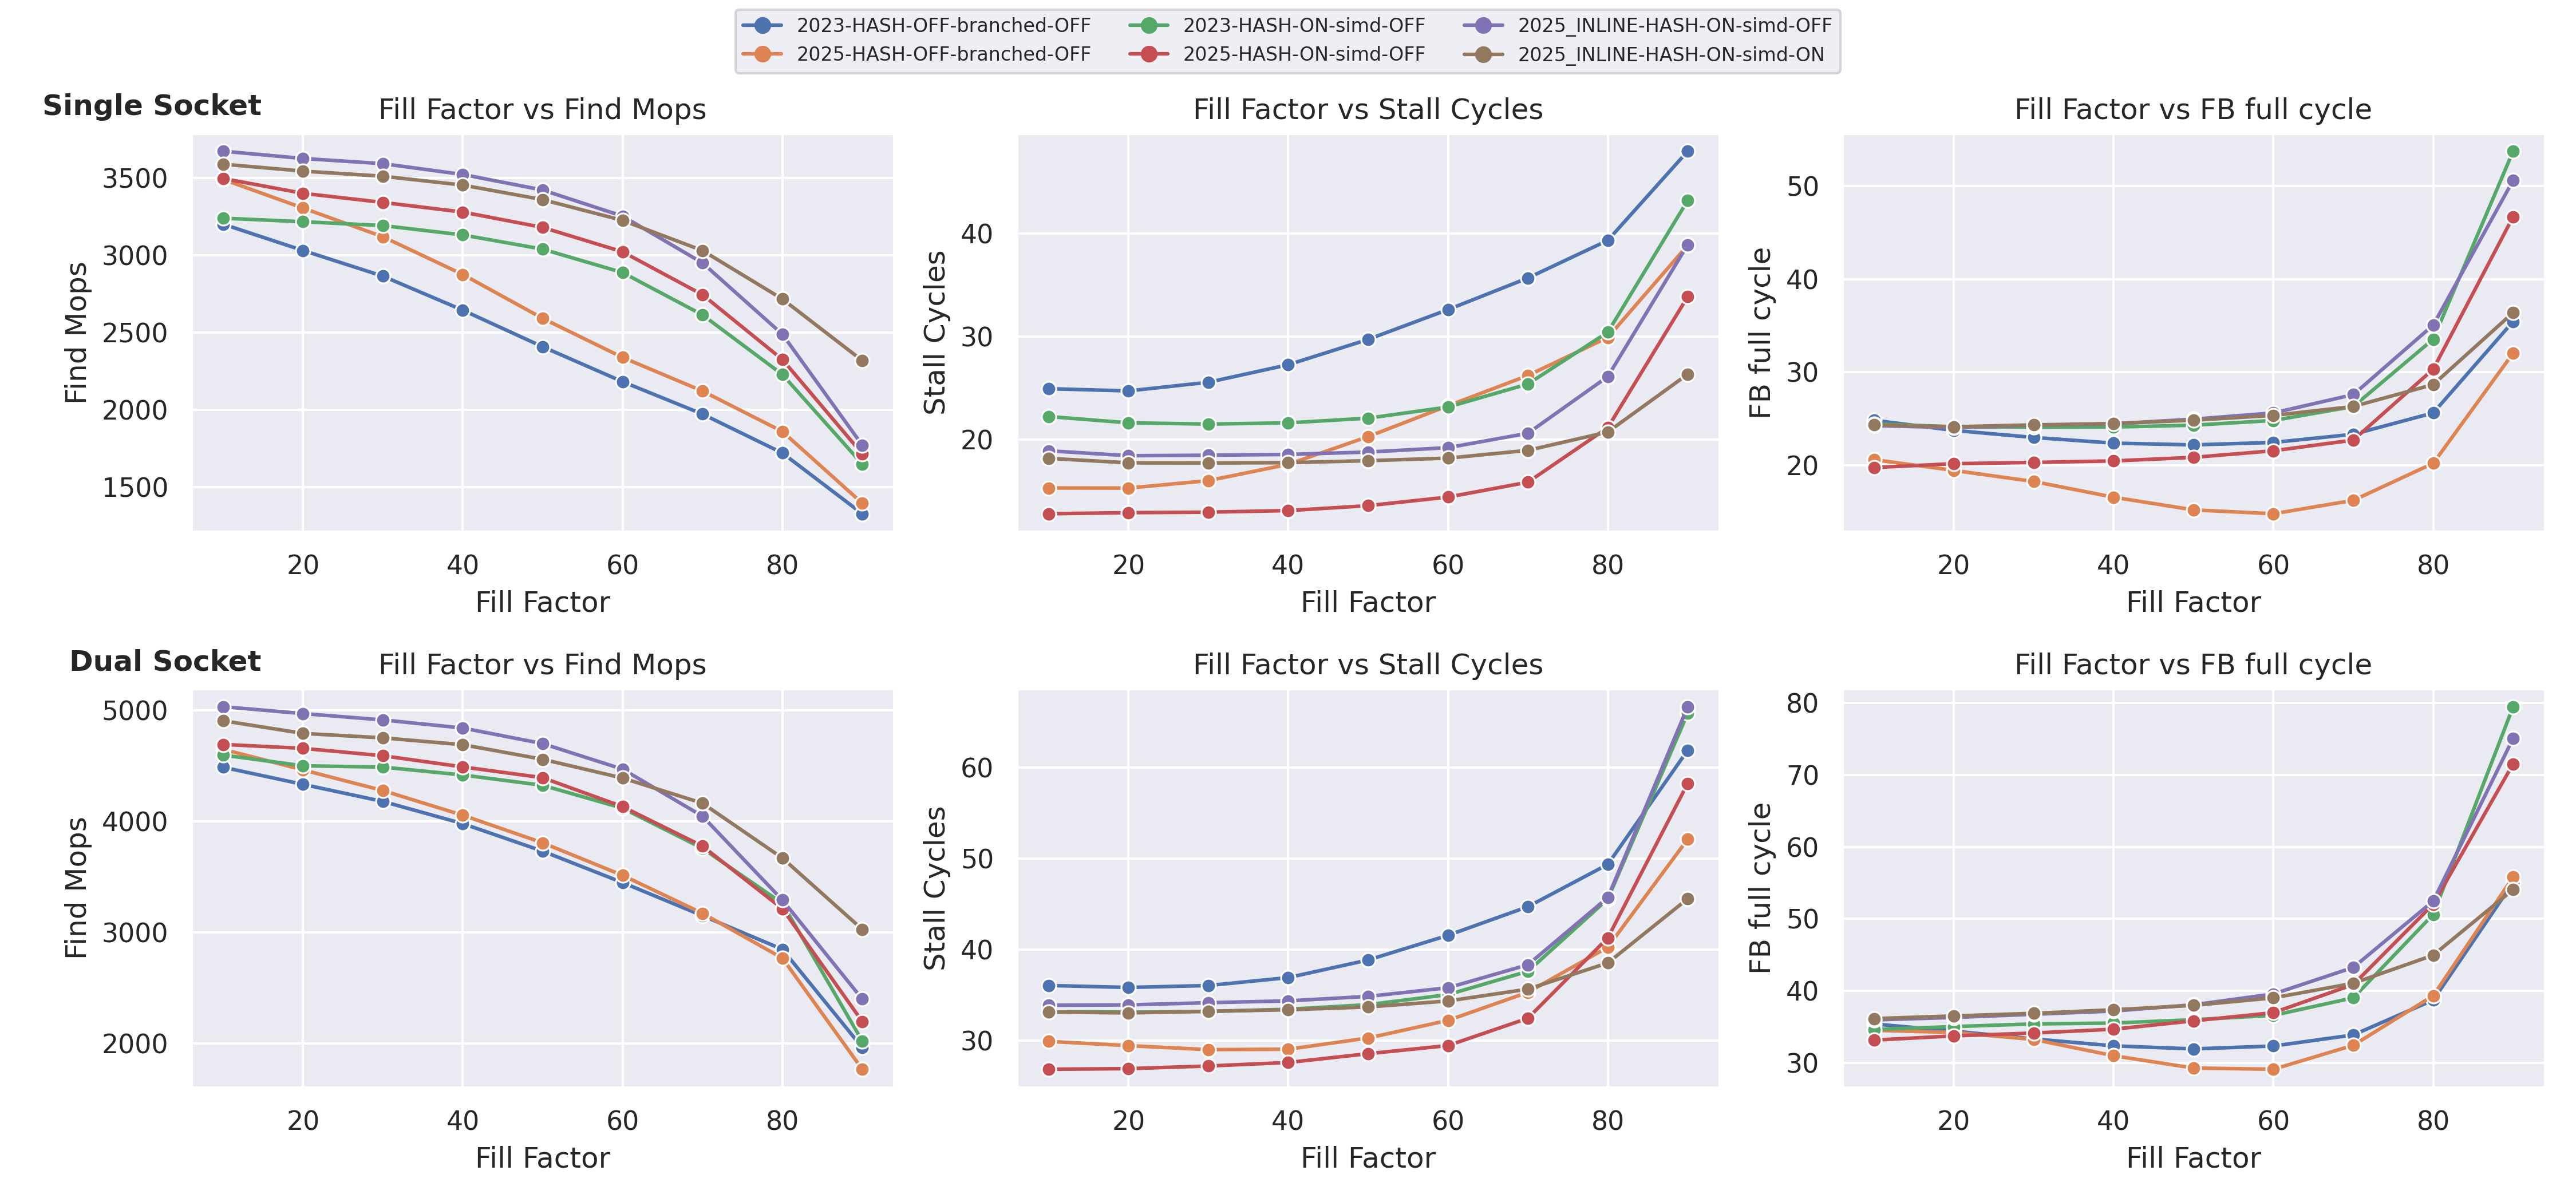 2023-HASH-OFF-branched-OFF 2023-HASH-ON-simd-OFF 2025_INLINE-HASH-ON-simd-OFF
2025-HASH-OFF-branched-OFF 2025-HASH-ON-simd-OFF 2025_INLINE-HASH-ON-simd-ON
Single Socket
Fill Factor vs Find Mops
Find Mops
3500
3000
2500
2000
1500
20 40 60 80
Fill Factor
Fill Factor vs Stall Cycles
Stall Cycles
40
30
20
20 40 60 80
Fill Factor
Fill Factor vs FB full cycle
FB full cycle
50
40
30
20
20 40 60 80
Fill Factor
Dual Socket
Fill Factor vs Find Mops
Find Mops
5000
4000
3000
2000
20 40 60 80
Fill Factor
Fill Factor vs Stall Cycles
Stall Cycles
60
50
40
30
20 40 60 80
Fill Factor
Fill Factor vs FB full cycle
FB full cycle
80
70
60
50
40
30
20 40 60 80
Fill Factor